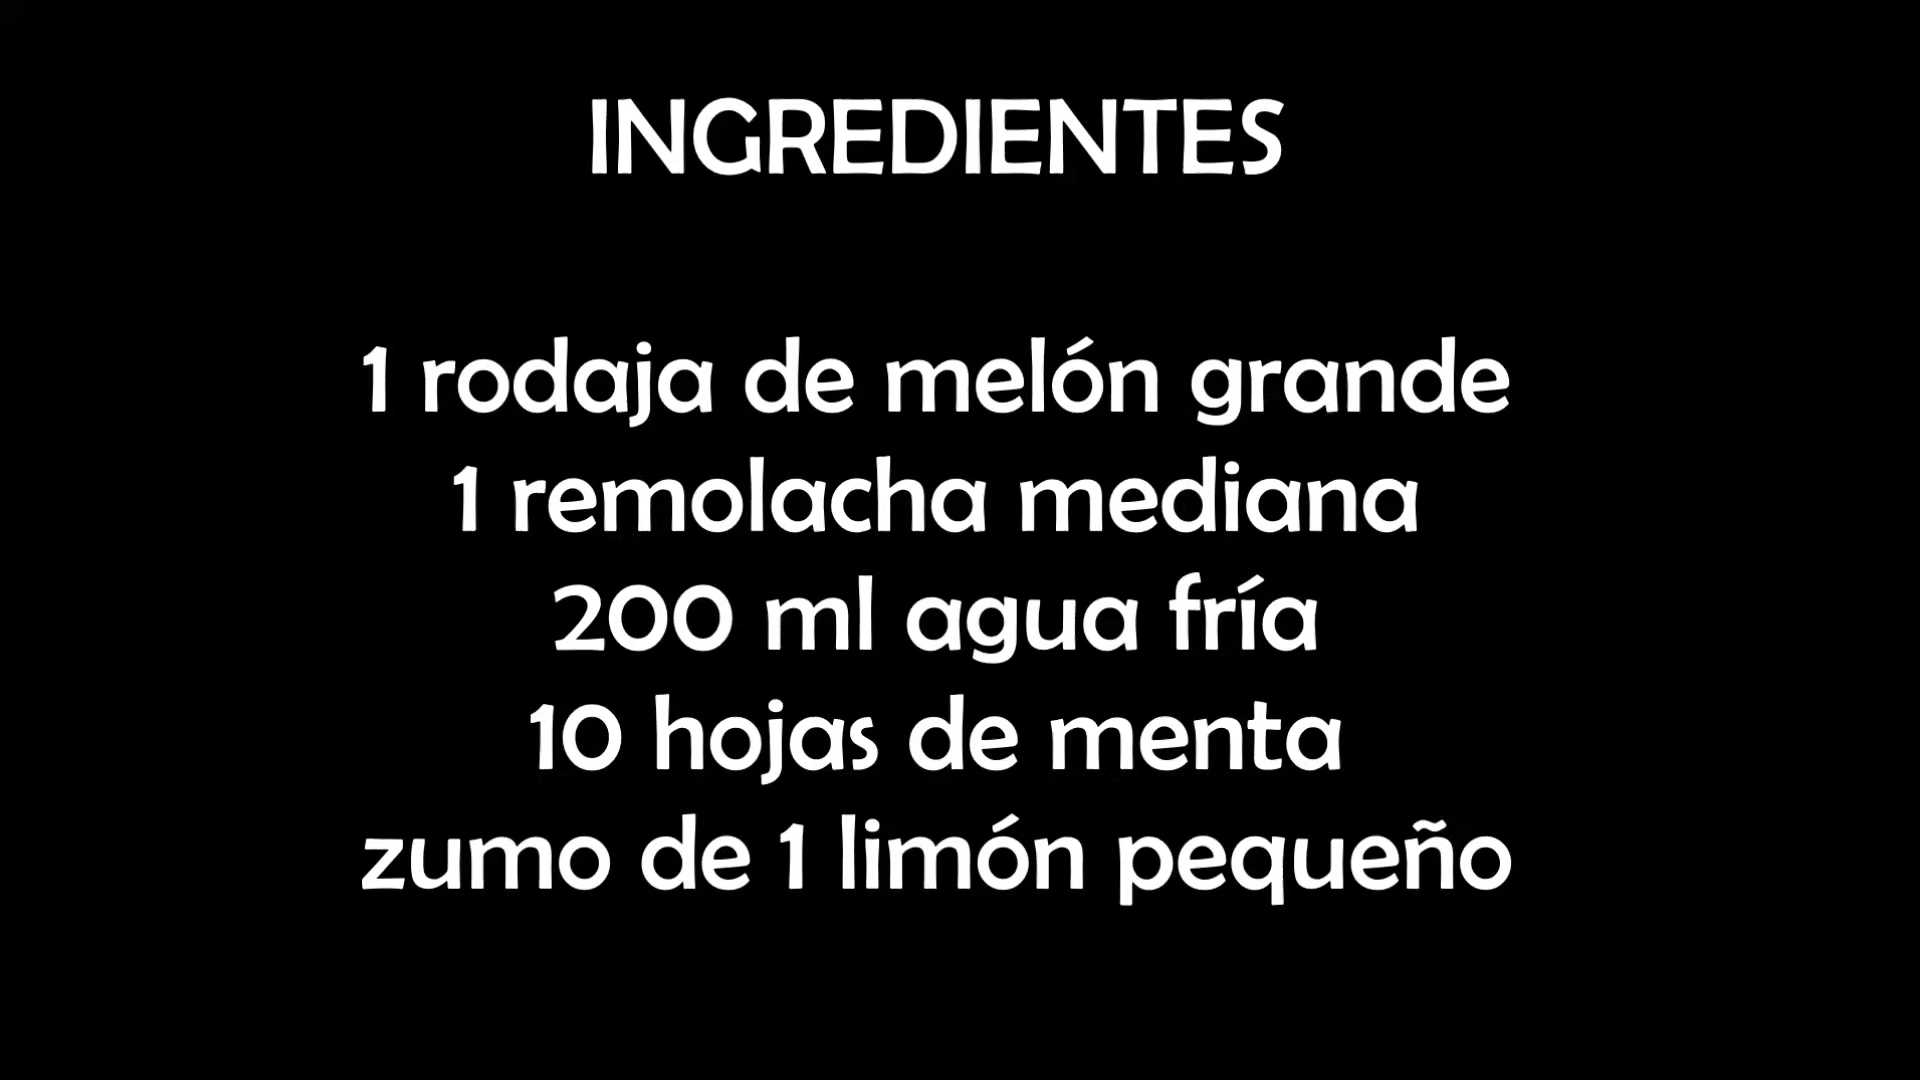 INGREDIENTES
1 rodaja de melón grande
1 remolacha mediana
200 ml agua fría
10 hojas de menta
zumo de 1 limón pequeño